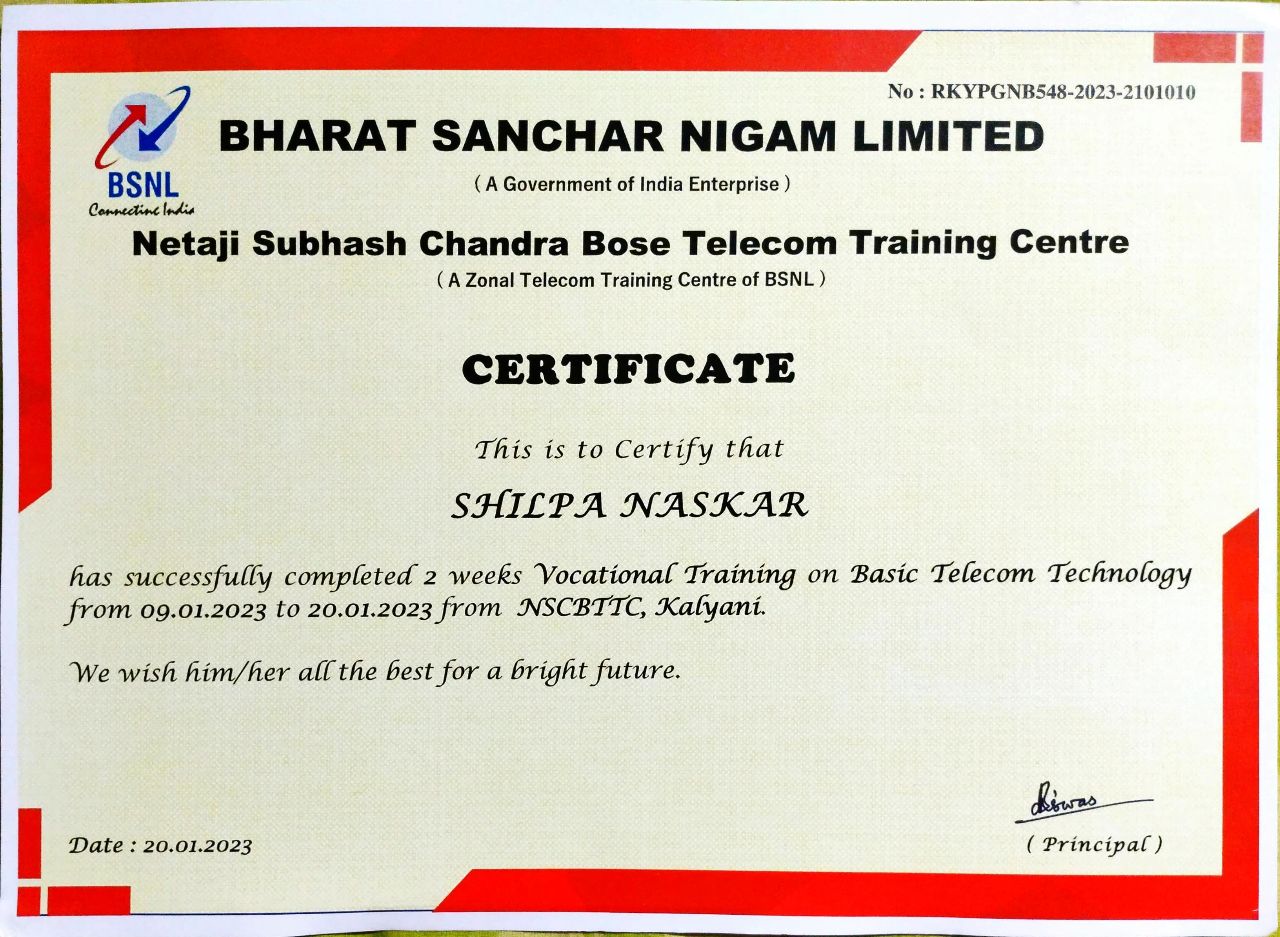 No : RKYPGNB548-2023-2101010
BHARAT SANCHAR NIGAM LIMITED
BSNL
Connecting India
( A Government of India Enterprise )
Netaji Subhash Chandra Bose Telecom Training Centre
( A Zonal Telecom Training Centre of BSNL )
CERTIFICATE
This is to Certify that
SHILPA NASKAR
has successfully completed 2 weeks Vocational Training on Basic Telecom Technology
from 09.01.2023 to 20.01.2023 from NSCBTTC, Kalyani.
We wish him/her all the best for a bright future.
Biswas
Date : 20.01.2023
( Principal )